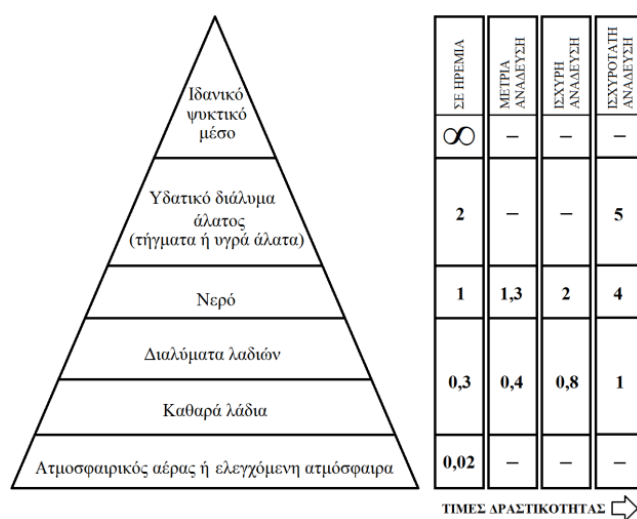 Ιδανικό
ψυκτικό
μέσο
Υδατικό διάλυμα
άλατος
(τήγματα ή υγρά άλατα)
Νερό
Διαλύματα λαδιών
Καθαρά λάδια
Ατμοσφαιρικός αέρας ή ελεγχόμενη ατμόσφαιρα
ΣΕ ΗΡΕΜΙΑ
ΜΕΤΡΙΑ
ΑΝΑΔΕΥΣΗ
ΙΣΧΥΡΗ
ΑΝΑΔΕΥΣΗ
ΙΣΧΥΡΟΤΑΤΗ
ΑΝΑΔΕΥΣΗ
∞ – – –
2 – – 5
1 1,3 2 4
0,3 0,4 0,8 1
0,02 – – –
ΤΙΜΕΣ ΔΡΑΣΤΙΚΟΤΗΤΑΣ